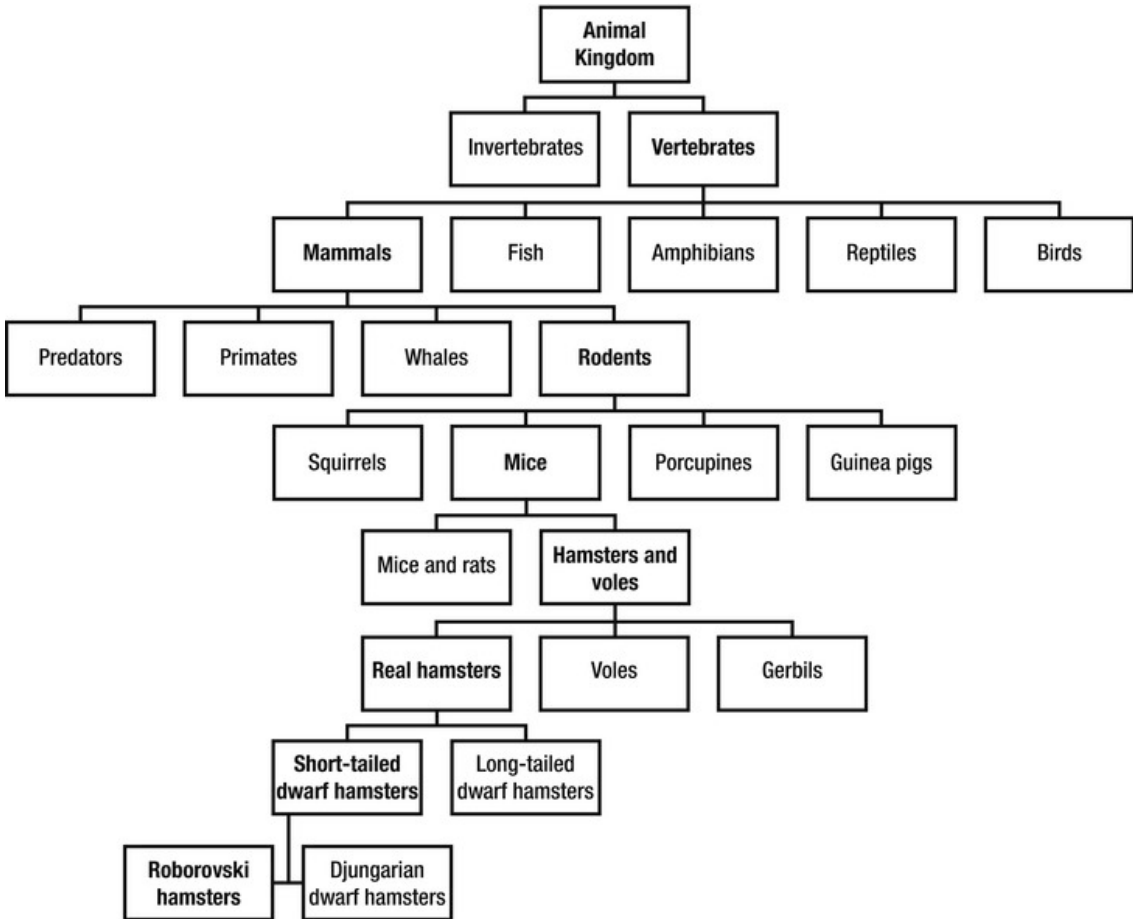 Animal
Kingdom
Invertebrates
Vertebrates
Mammals
Fish
Amphibians
Reptiles
Birds
Predators
Primates
Whales
Rodents
Squirrels
Mice
Porcupines
Guinea pigs
Mice and rats
Hamsters and
voles
Real hamsters
Voles
Gerbils
Short-tailed
dwarf hamsters
Long-tailed
dwarf hamsters
Roborovski
hamsters
Djungarian
dwarf hamsters